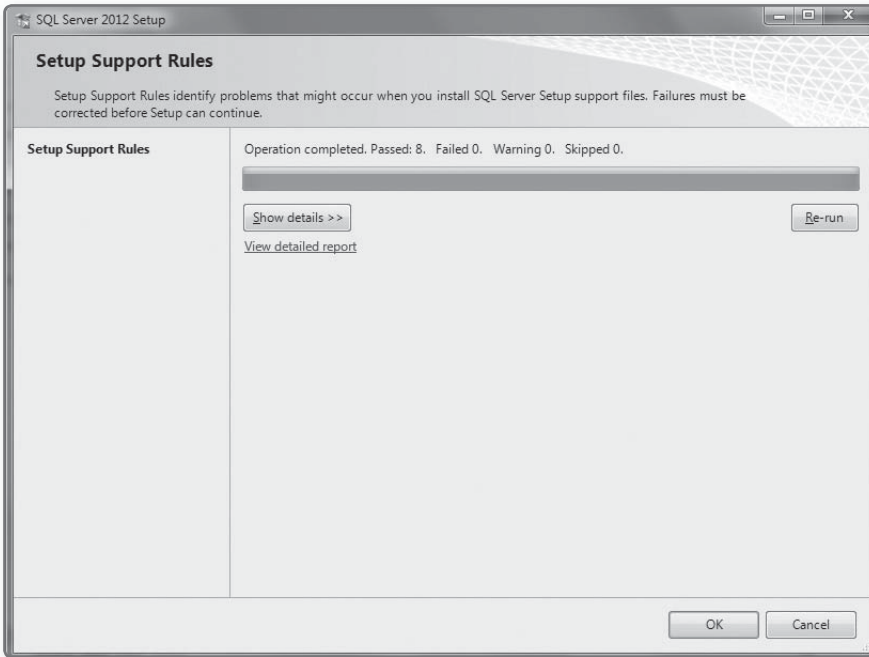 SQL Server 2012 Setup
Setup Support Rules
Setup Support Rules identify problems that might occur when you install SQL Server Setup support files. Failures must be
corrected before Setup can continue.
Setup Support Rules
Operation completed. Passed: 8. Failed 0. Warning 0. Skipped 0.
Show details >>
Re-run
View detailed report
OK
Cancel